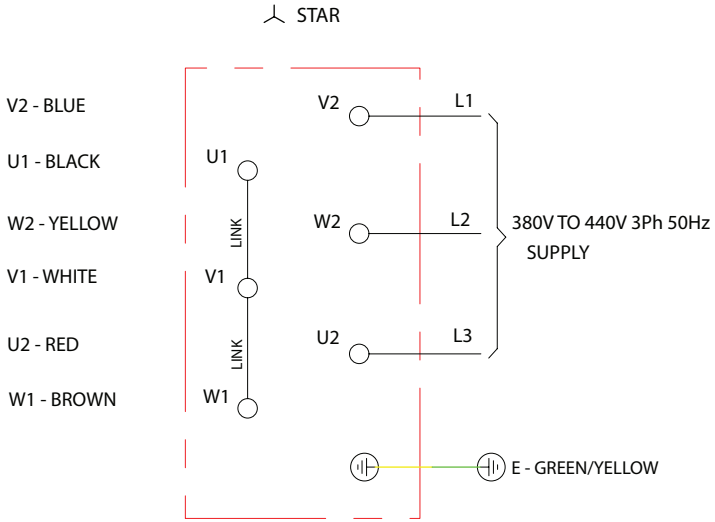 STAR
V2 - BLUE
U1 - BLACK
W2 - YELLOW
V1 - WHITE
U2 - RED
W1 - BROWN
V2
L1
U1
LINK
W2
L2
380V TO 440V 3Ph 50Hz
SUPPLY
V1
LINK
U2
L3
W1
E - GREEN/YELLOW